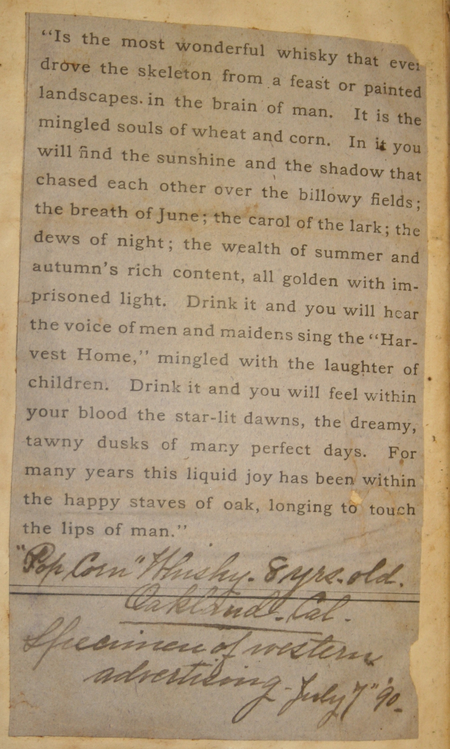 “Is the most wonderful whisky that ever
drove the skeleton from a feast or painted
landscapes in the brain of man. It is the
mingled souls of wheat and corn. In it you
will find the sunshine and the shadow that
chased each other over the billowy fields;
the breath of June; the carol of the lark; the
dews of night; the wealth of summer and
autumn’s rich content, all golden with im-
prisoned light. Drink it and you will hear
the voice of men and maidens sing the “Har-
vest Home,” mingled with the laughter of
children. Drink it and you will feel within
your blood the star-lit dawns, the dreamy,
tawny dusks of many perfect days. For
many years this liquid joy has been within
the happy staves of oak, longing to touch
the lips of man.”
"Pop Corn" Whisky - 8 yrs. old.
Oakland - Cal.
Specimen of western
advertising - July 7" '90 -